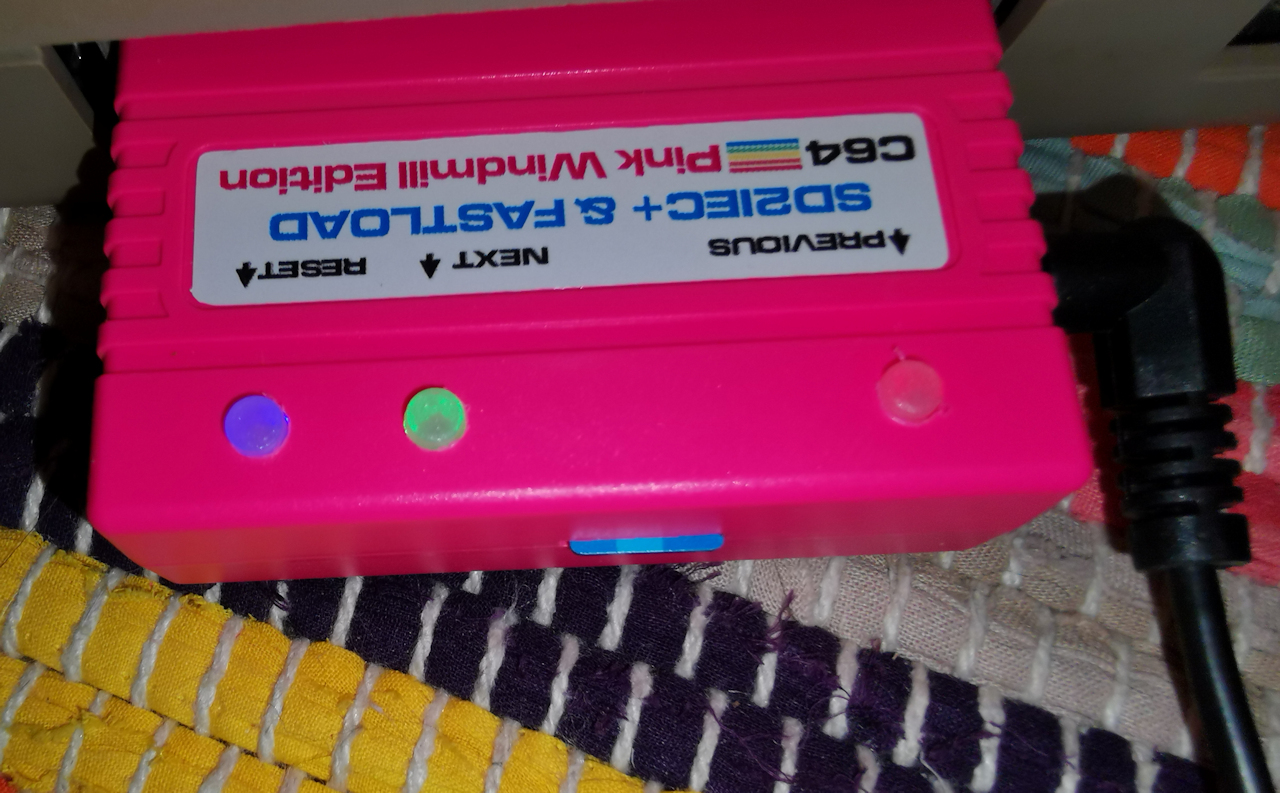 PREVIOUS NEXT RESET
SD2IEC+ & FASTLOAD
C64 Pink Windmill Edition